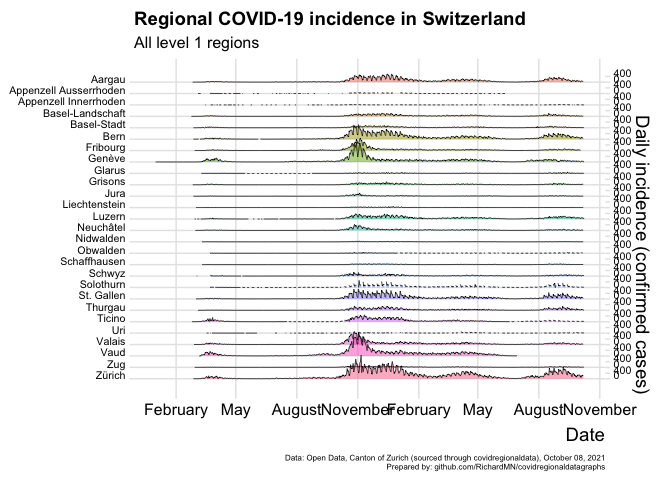 Regional COVID-19 incidence in Switzerland
All level 1 regions
Aargau
Appenzell Ausserrhoden
Appenzell Innerrhoden
Basel-Landschaft
Basel-Stadt
Bern
Fribourg
Genève
Glarus
Grisons
Jura
Liechtenstein
Luzern
Neuchâtel
Nidwalden
Obwalden
Schaffhausen
Schwyz
Solothurn
St. Gallen
Thurgau
Ticino
Uri
Valais
Vaud
Zug
Zürich
400
0
Daily incidence (confirmed cases)
February May August November February May August November
Date
Data: Open Data, Canton of Zurich (sourced through covidregionaldata), October 08, 2021
Prepared by: github.com/RichardMN/covidregionaldatagraphs